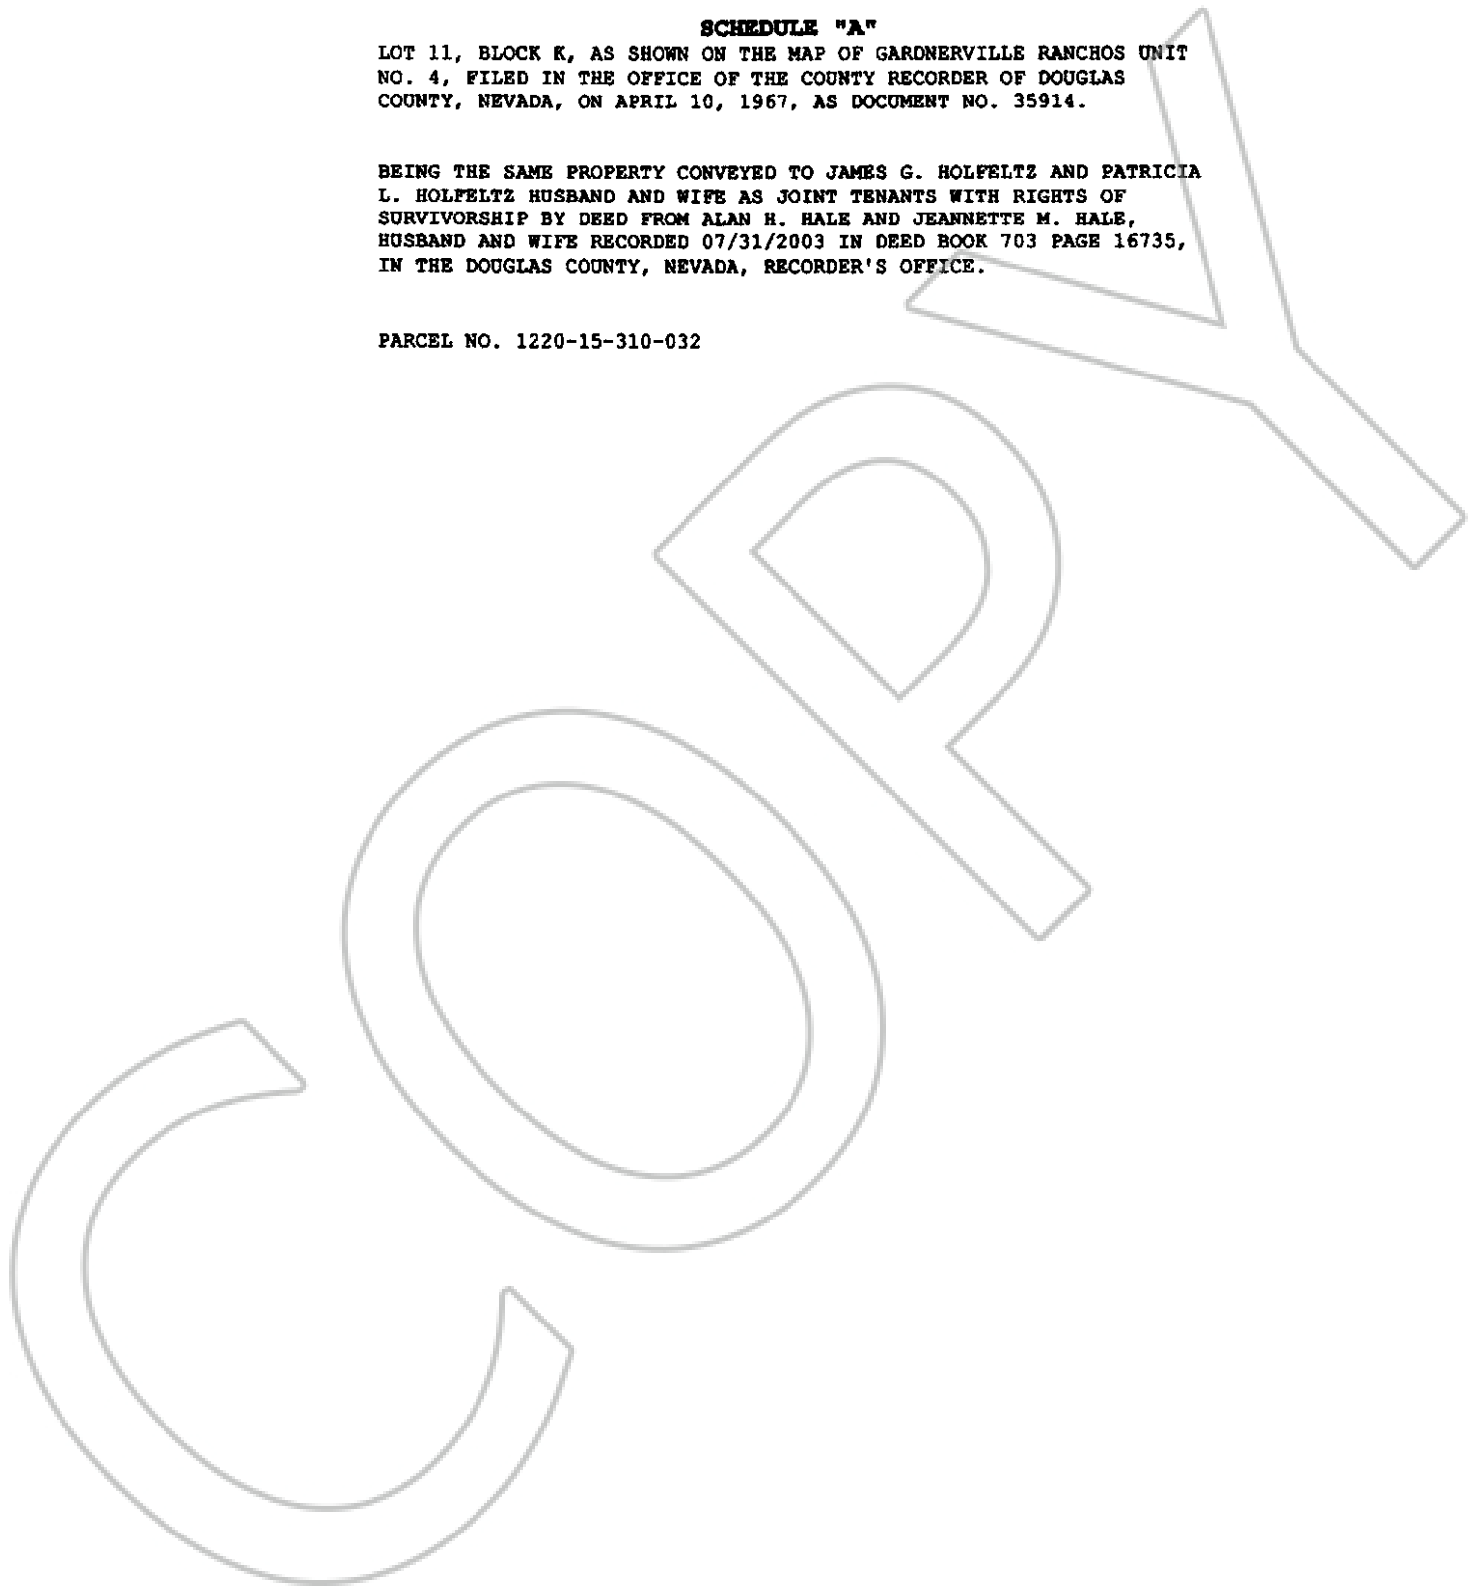 SCHEDULE "A"
LOT 11, BLOCK K, AS SHOWN ON THE MAP OF GARDNERVILLE RANCHOS UNIT
NO. 4, FILED IN THE OFFICE OF THE COUNTY RECORDER OF DOUGLAS
COUNTY, NEVADA, ON APRIL 10, 1967, AS DOCUMENT NO. 35914.
BEING THE SAME PROPERTY CONVEYED TO JAMES G. HOLFELTZ AND PATRICIA
L. HOLFELTZ HUSBAND AND WIFE AS JOINT TENANTS WITH RIGHTS OF
SURVIVORSHIP BY DEED FROM ALAN H. HALE AND JEANNETTE M. HALE,
HUSBAND AND WIFE RECORDED 07/31/2003 IN DEED BOOK 703 PAGE 16735,
IN THE DOUGLAS COUNTY, NEVADA, RECORDER'S OFFICE.
PARCEL NO. 1220-15-310-032
COPY